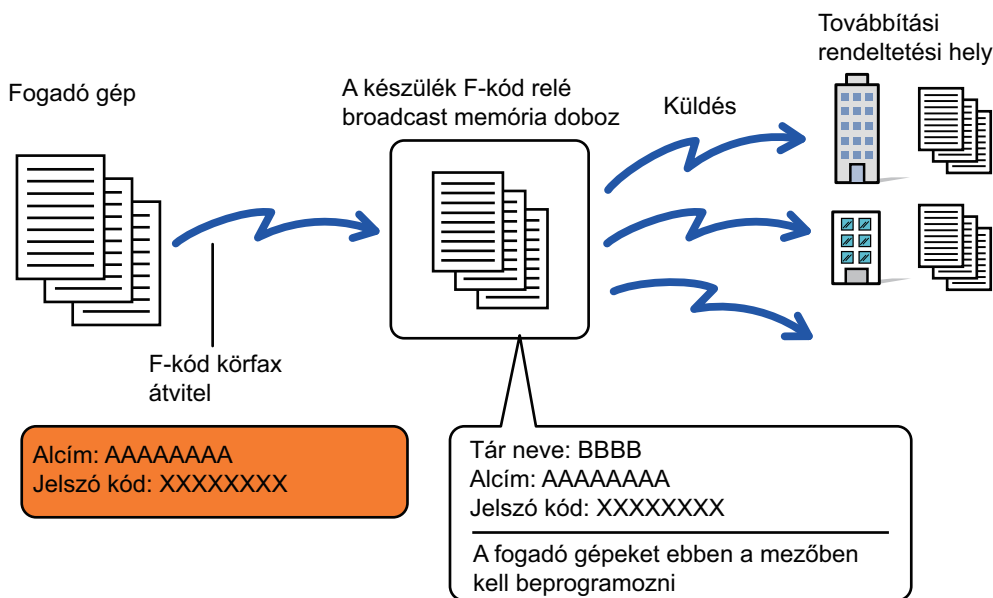 Fogadó gép
A készülék F-kód relé
broadcast memória doboz
Küldés
Továbbítási
rendeltetési hely
F-kód körfax
átvitel
Alcím: AAAAAAAA
Jelszó kód: XXXXXXXX
Tár neve: BBBB
Alcím: AAAAAAAA
Jelszó kód: XXXXXXXX
A fogadó gépeket ebben a mezőben
kell beprogramozni